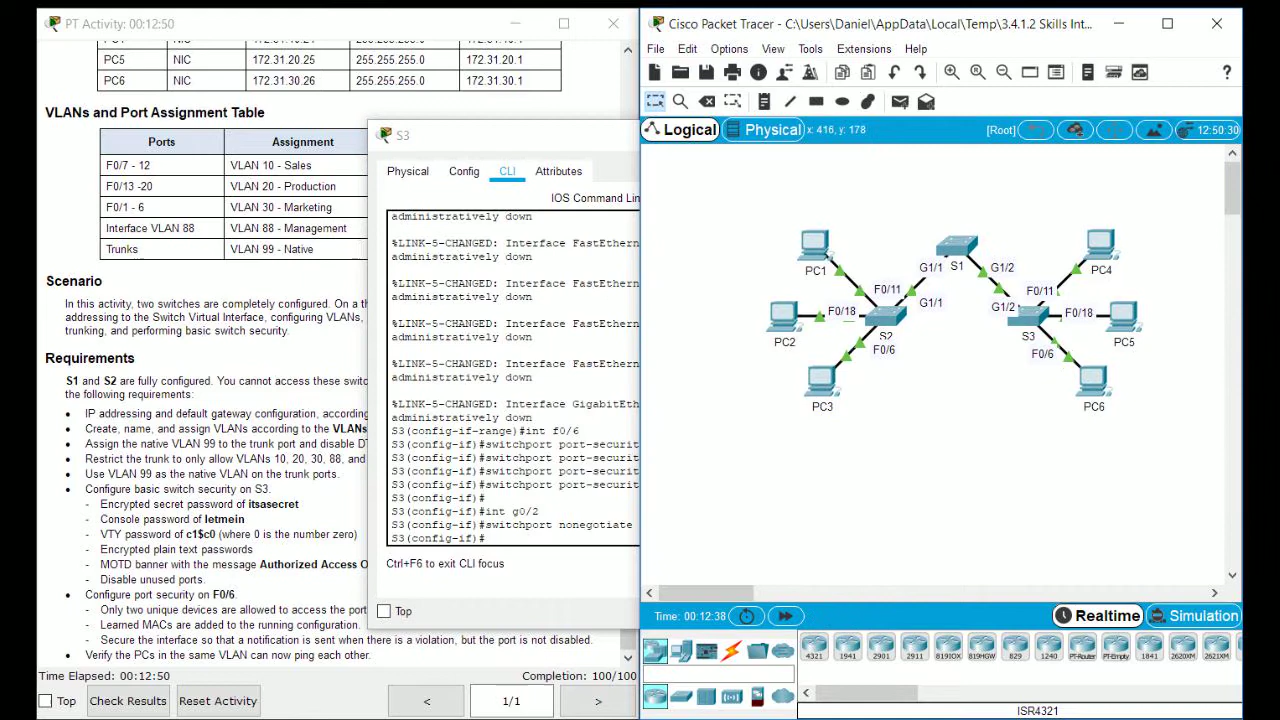 PT Activity: 00:12:50
PC5 NIC 172.31.20.25 255.255.255.0 172.31.20.1
PC6 NIC 172.31.30.26 255.255.255.0 172.31.30.1
VLANs and Port Assignment Table
Ports Assignment
F0/7 - 12 VLAN 10 - Sales
F0/13 -20 VLAN 20 - Production
F0/1 - 6 VLAN 30 - Marketing
Interface VLAN 88 VLAN 88 - Management
Trunks VLAN 99 - Native
Scenario
In this activity, two switches are completely configured. On a th
addressing to the Switch Virtual Interface, configuring VLANs,
trunking, and performing basic switch security.
Requirements
S1 and S2 are fully configured. You cannot access these switc
the following requirements:
• IP addressing and default gateway configuration, according
• Create, name, and assign VLANs according to the VLANs
• Assign the native VLAN 99 to the trunk port and disable DT
• Restrict the trunk to only allow VLANs 10, 20, 30, 88, and
• Use VLAN 99 as the native VLAN on the trunk ports.
• Configure basic switch security on S3.
- Encrypted secret password of itsasecret
- Console password of letmein
- VTY password of c1$c0 (where 0 is the number zero)
- Encrypted plain text passwords
- MOTD banner with the message Authorized Access O
- Disable unused ports.
• Configure port security on F0/6.
- Only two unique devices are allowed to access the port
- Learned MACs are added to the running configuration.
- Secure the interface so that a notification is sent when there is a violation, but the port is not disabled.
• Verify the PCs in the same VLAN can now ping each other.
Time Elapsed: 00:12:50 Completion: 100/100
Top Check Results Reset Activity < 1/1 >
S3
Physical Config CLI Attributes
IOS Command Lin
administratively down
%LINK-5-CHANGED: Interface FastEthern
administratively down
%LINK-5-CHANGED: Interface FastEthern
administratively down
%LINK-5-CHANGED: Interface FastEthern
administratively down
%LINK-5-CHANGED: Interface FastEthern
administratively down
%LINK-5-CHANGED: Interface GigabitEth
administratively down
S3(config-if-range)#int f0/6
S3(config-if)#switchport port-securit
S3(config-if)#switchport port-securit
S3(config-if)#switchport port-securit
S3(config-if)#switchport port-securit
S3(config-if)#
S3(config-if)#int g0/2
S3(config-if)#switchport nonegotiate
S3(config-if)#
Ctrl+F6 to exit CLI focus
Top
Cisco Packet Tracer - C:\Users\Daniel\AppData\Local\Temp\3.4.1.2 Skills Int...
File Edit Options View Tools Extensions Help
Logical Physical x: 416, y: 178 [Root] 12:50:30
PC1
G1/1
S1
G1/2
PC4
F0/11
G1/1
G1/2
F0/11
F0/18
F0/18
PC2
S2
F0/6
S3
F0/6
PC5
PC3
PC6
Time: 00:12:38 Realtime Simulation
4321 1941 2901 2911 819IOX 819HGW 829 1240 PT-Router PT-Empty 1841 2620XM 2621XM
ISR4321